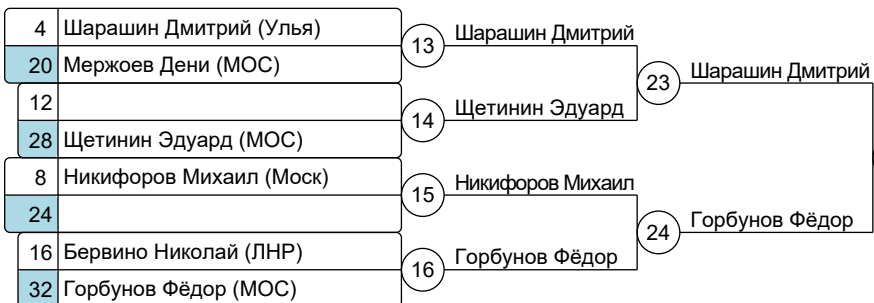 4 Шарашин Дмитрий (Улья)
20 Мержоев Дени (МОС)
13 Шарашин Дмитрий
12
28 Щетинин Эдуард (МОС)
14 Щетинин Эдуард
23 Шарашин Дмитрий
8 Никифоров Михаил (Моск)
24
15 Никифоров Михаил
16 Бервино Николай (ЛНР)
32 Горбунов Фёдор (МОС)
16 Горбунов Фёдор
24 Горбунов Фёдор